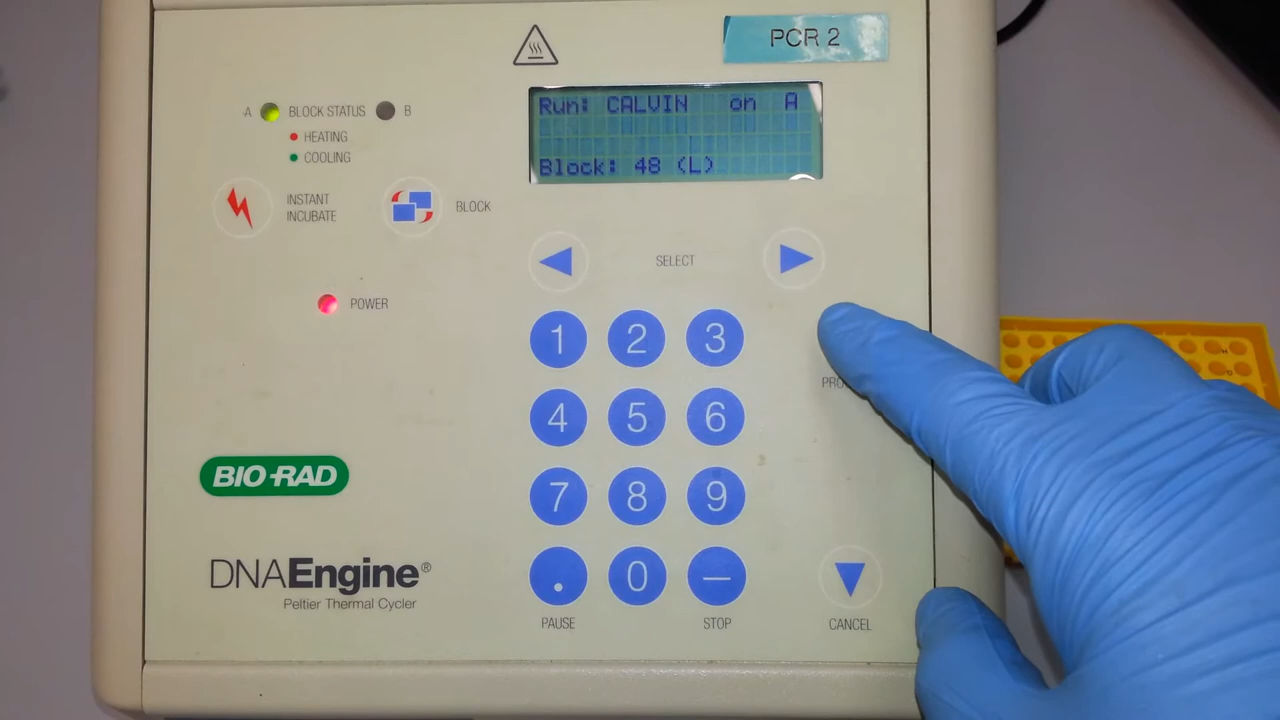 PCR 2
Run: CALVIN on A
Block: 48 (L)
A BLOCK STATUS B
HEATING
COOLING
INSTANT
INCUBATE
BLOCK
SELECT
POWER
1 2 3
4 5 6
7 8 9
. 0 –
PAUSE STOP CANCEL
BIO-RAD
DNAEngine®
Peltier Thermal Cycler